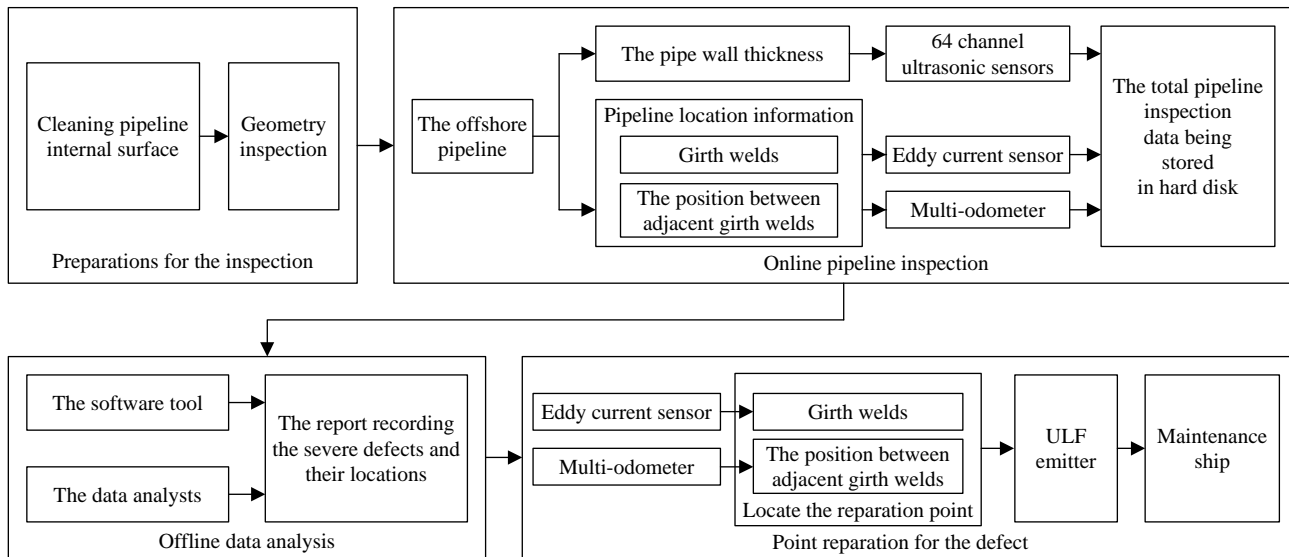 Cleaning pipeline
internal surface
Geometry
inspection
Preparations for the inspection
The offshore
pipeline
The pipe wall thickness
64 channel
ultrasonic sensors
Pipeline location information
Girth welds
The position between
adjacent girth welds
Eddy current sensor
Multi-odometer
The total pipeline
inspection
data being
stored
in hard disk
Online pipeline inspection
The software tool
The data analysts
The report recording
the severe defects and
their locations
Offline data analysis
Eddy current sensor
Multi-odometer
Girth welds
The position between
adjacent girth welds
Locate the reparation point
ULF
emitter
Maintenance
ship
Point reparation for the defect